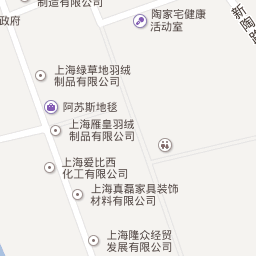 制造有限公司
政府
陶家宅健康
活动室
上海绿草地羽绒
制品有限公司
阿苏斯地毯
上海雁皇羽绒
制品有限公司
上海爱比西
化工有限公司
上海真磊家具装饰
材料有限公司
上海隆众经贸
发展有限公司